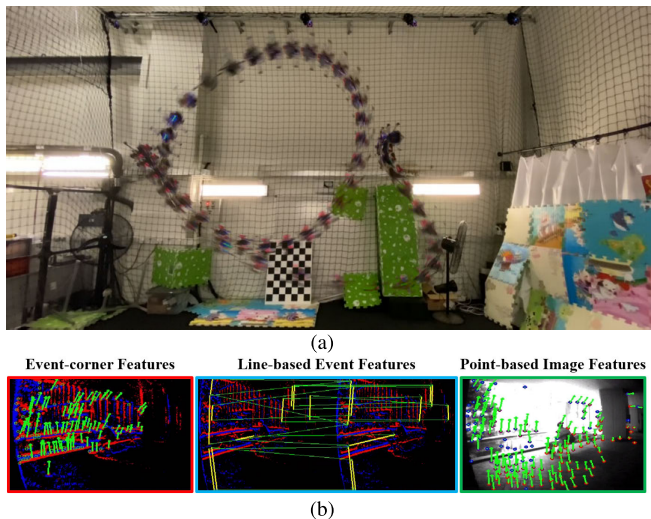 (a)
Event-corner Features Line-based Event Features Point-based Image Features
(b)